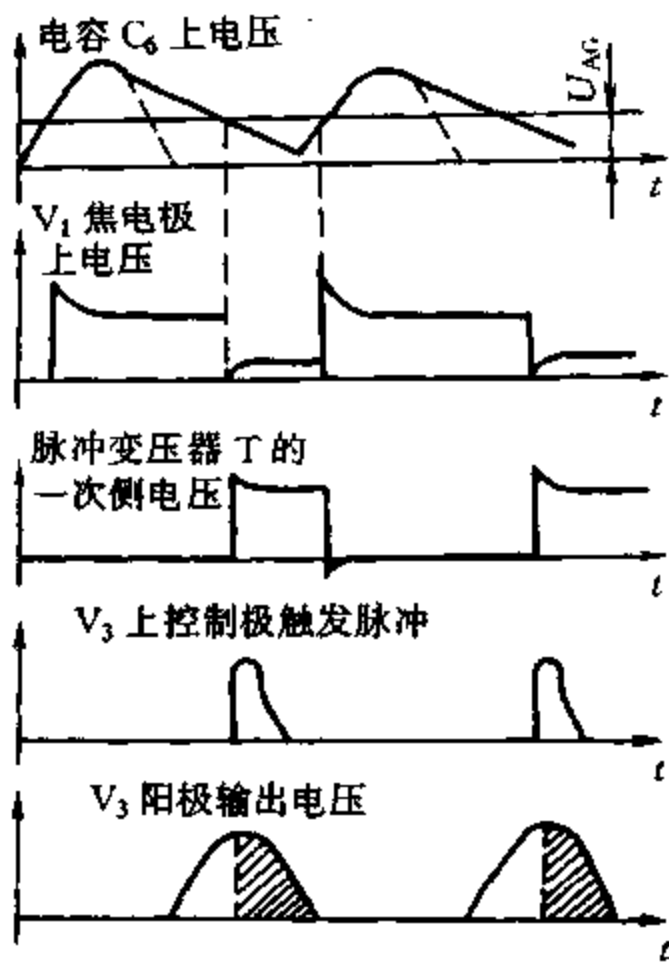 电容 C₆ 上电压
U_AG
t
V₁ 焦电极
上电压
t
脉冲变压器 T 的
一次侧电压
t
V₃ 上控制极触发脉冲
t
V₃ 阳极输出电压
t